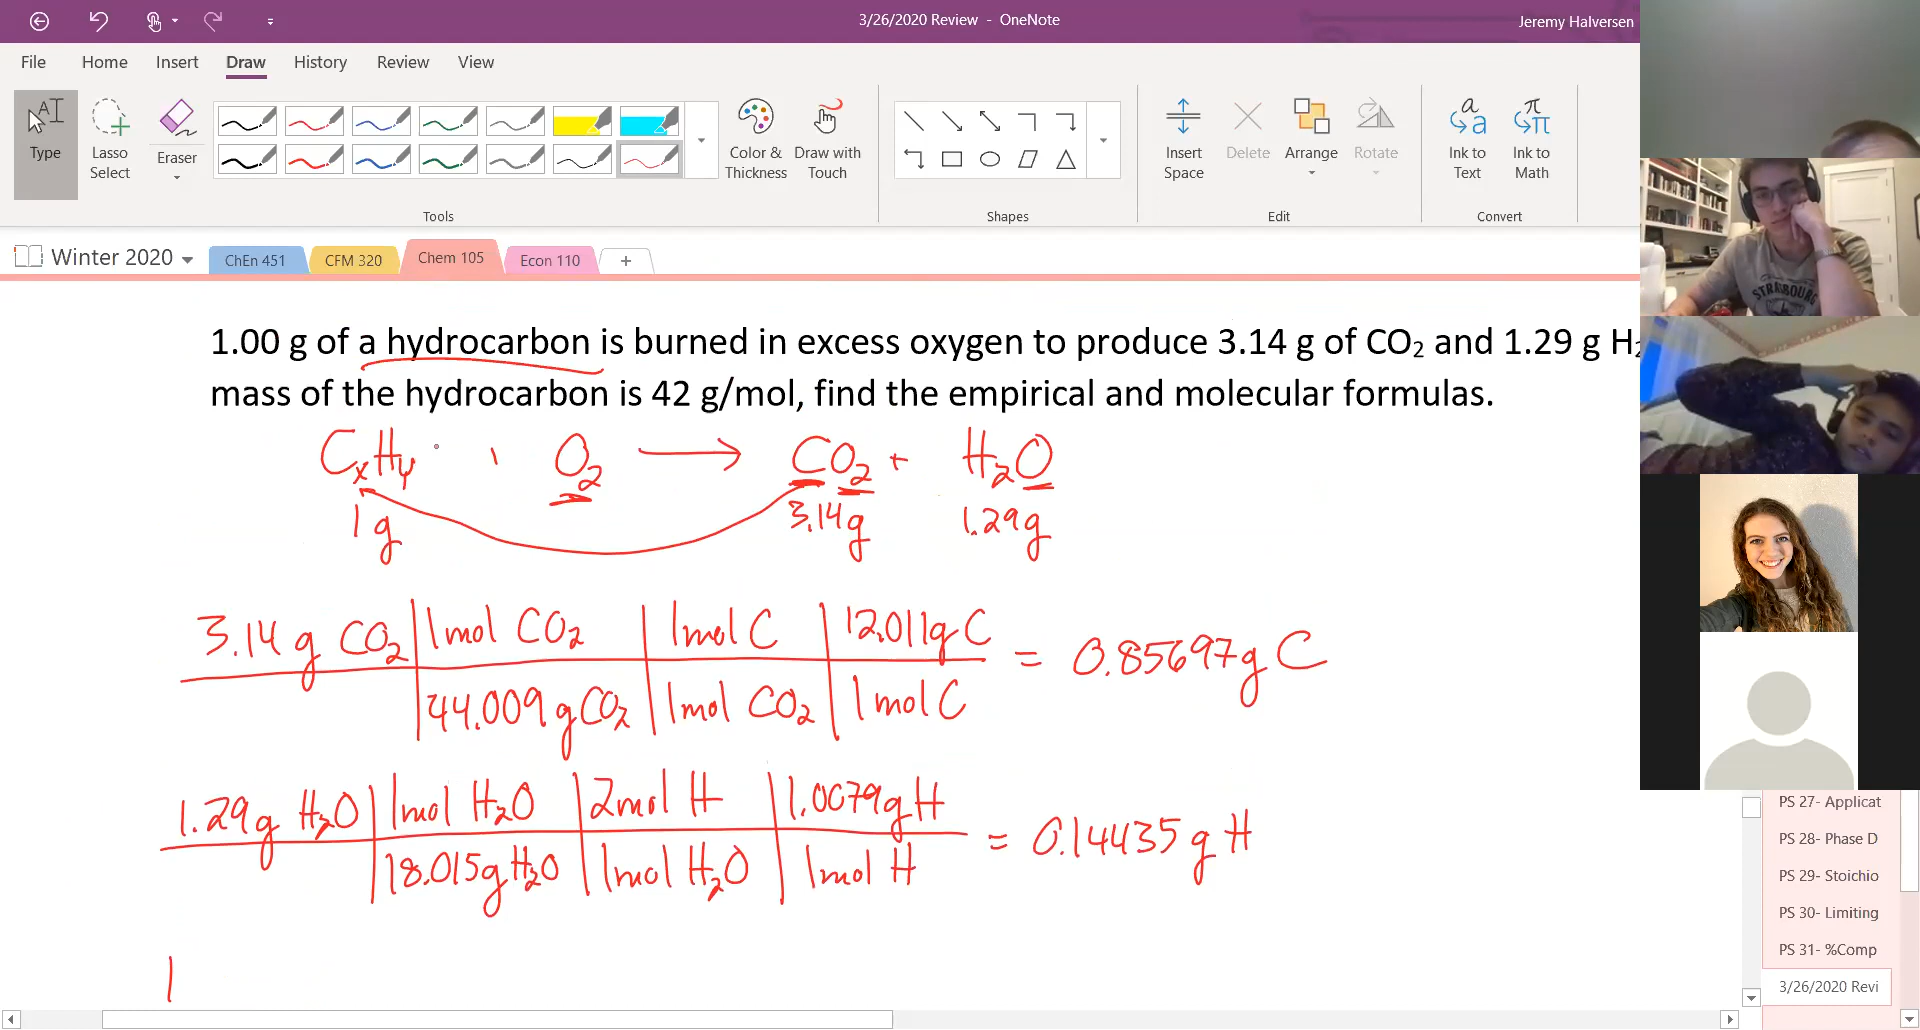 3/26/2020 Review - OneNote
Jeremy Halversen
File Home Insert Draw History Review View
Type
Lasso Select
Eraser
Color & Thickness
Draw with Touch
Insert Space
Delete
Arrange
Rotate
Ink to Text
Ink to Math
Tools
Shapes
Edit
Convert
Winter 2020
ChEn 451
CFM 320
Chem 105
Econ 110
+
1.00 g of a hydrocarbon is burned in excess oxygen to produce 3.14 g of CO₂ and 1.29 g H₂
mass of the hydrocarbon is 42 g/mol, find the empirical and molecular formulas.
CxHy + O₂ → CO₂ + H₂O
1 g 3.14 g 1.29 g
3.14 g CO₂ | 1 mol CO₂ | 1 mol C | 12.011 g C = 0.85697 g C
44.009 g CO₂ | 1 mol CO₂ | 1 mol C
1.29 g H₂O | 1 mol H₂O | 2 mol H | 1.0079 g H = 0.14435 g H
18.015 g H₂O | 1 mol H₂O | 1 mol H
STRASBOURG
PS 27- Applicat
PS 28- Phase D
PS 29- Stoichio
PS 30- Limiting
PS 31- %Comp
3/26/2020 Revi